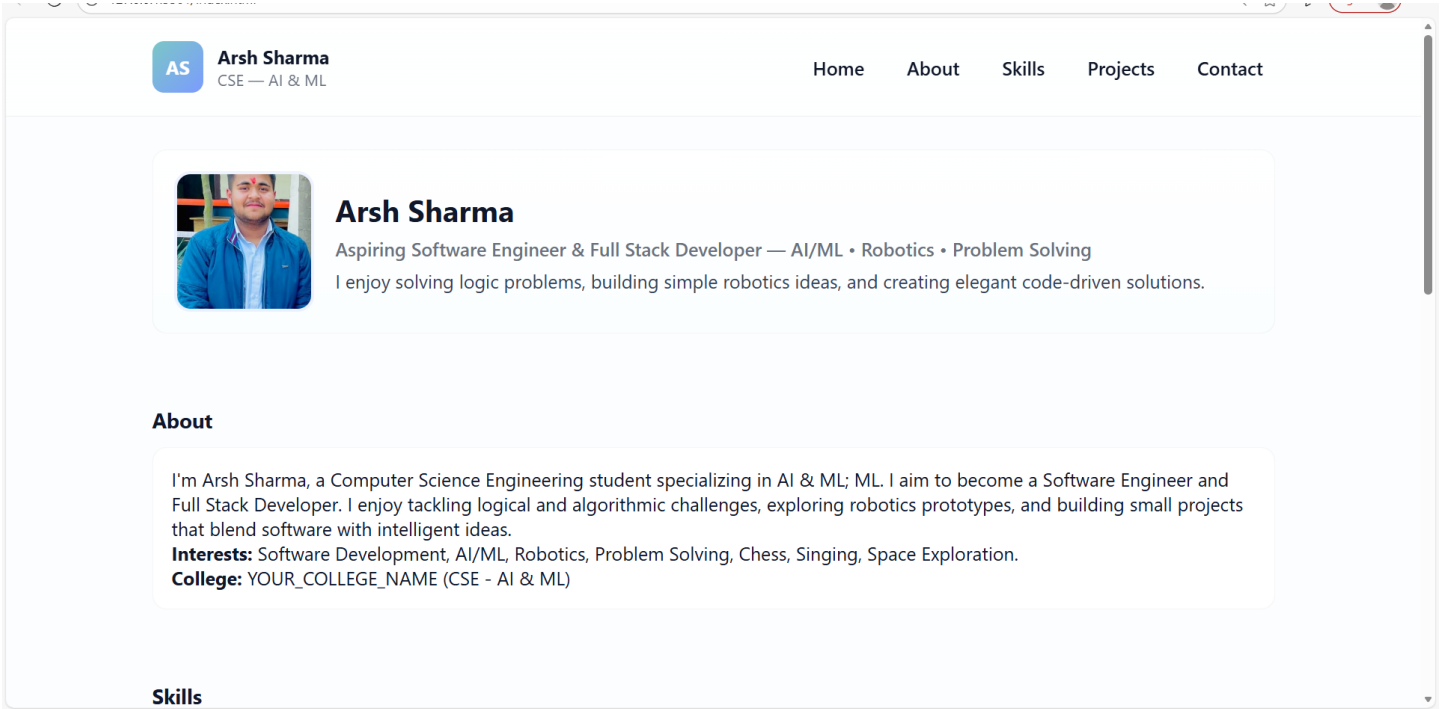 AS
Arsh Sharma
CSE — AI & ML
Home About Skills Projects Contact
Arsh Sharma
Aspiring Software Engineer & Full Stack Developer — AI/ML • Robotics • Problem Solving
I enjoy solving logic problems, building simple robotics ideas, and creating elegant code-driven solutions.
About
I'm Arsh Sharma, a Computer Science Engineering student specializing in AI & ML; ML. I aim to become a Software Engineer and
Full Stack Developer. I enjoy tackling logical and algorithmic challenges, exploring robotics prototypes, and building small projects
that blend software with intelligent ideas.
Interests: Software Development, AI/ML, Robotics, Problem Solving, Chess, Singing, Space Exploration.
College: YOUR_COLLEGE_NAME (CSE - AI & ML)
Skills